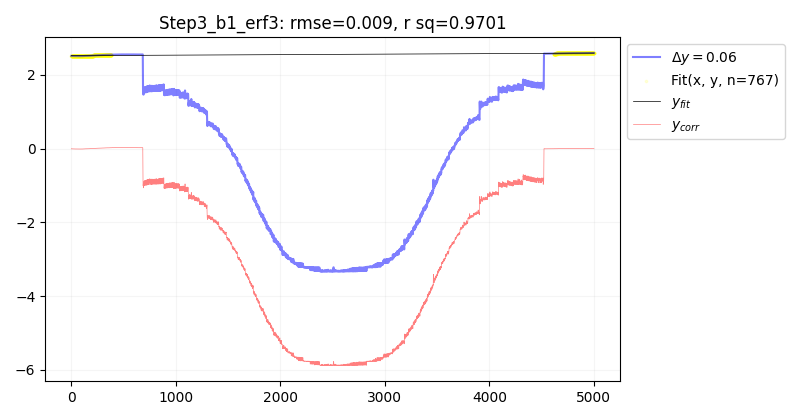 Step3_b1_erf3: rmse=0.009, r sq=0.9701
Δy = 0.06
Fit(x, y, n=767)
y_fit
y_corr
2
0
−2
−4
−6
0 1000 2000 3000 4000 5000